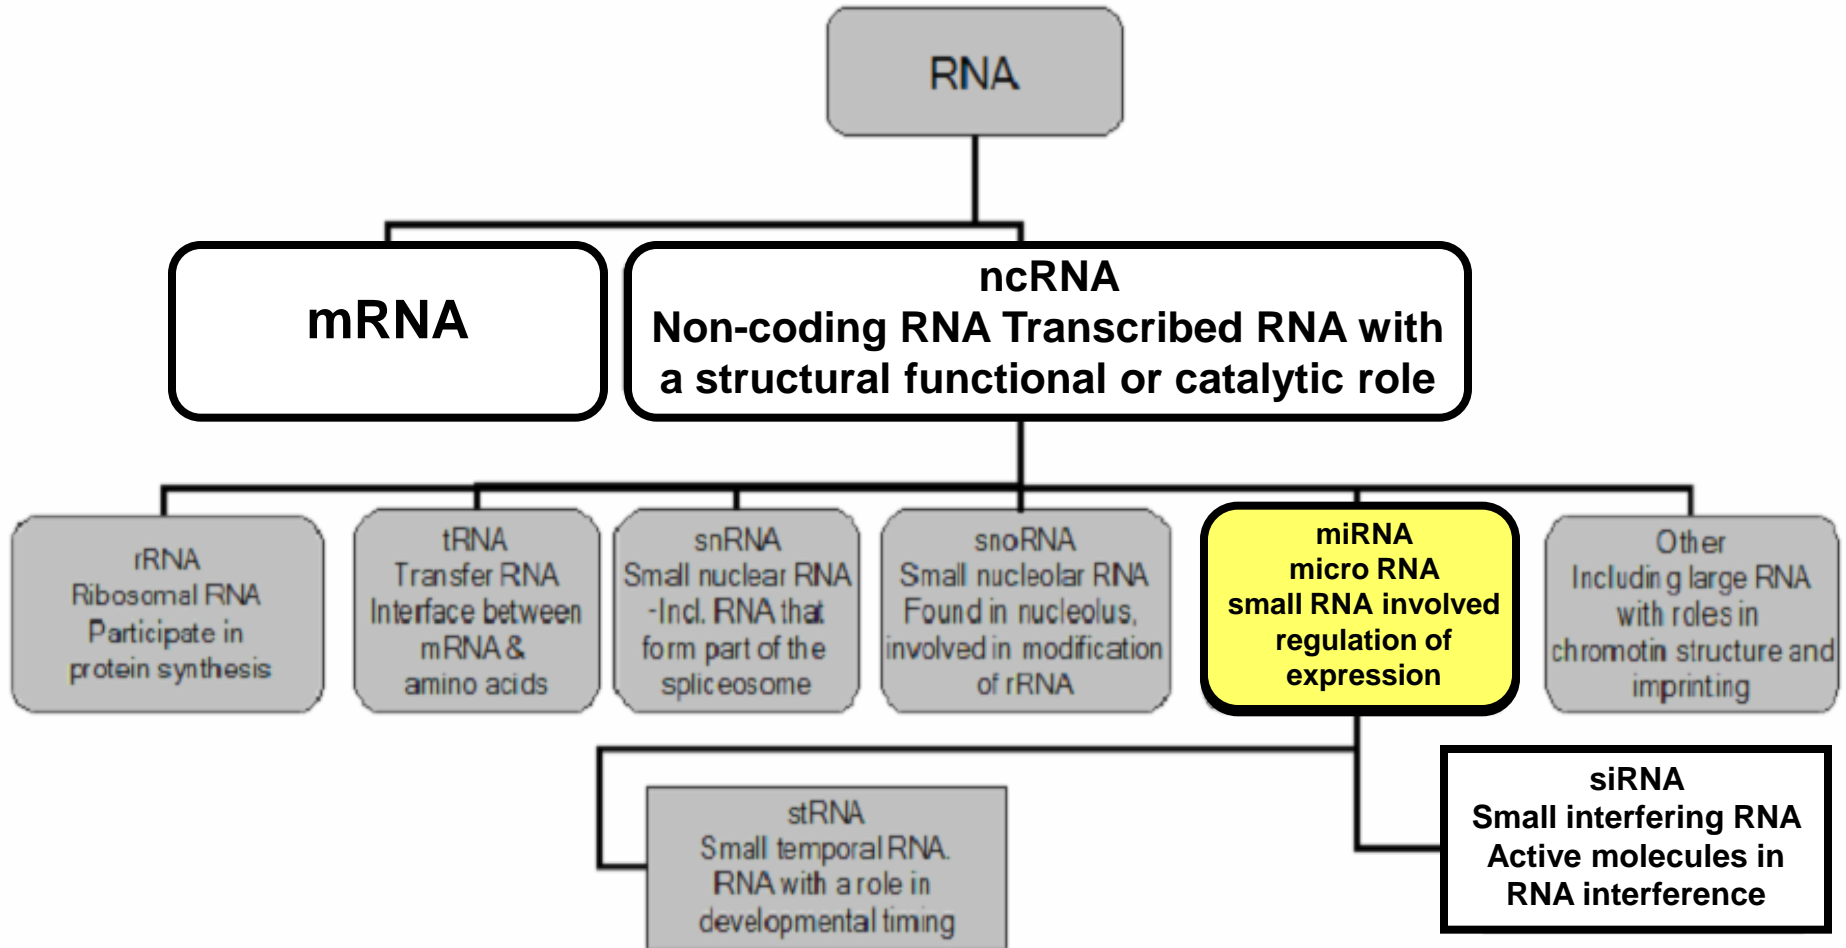 RNA
mRNA
ncRNA
Non-coding RNA Transcribed RNA with
a structural functional or catalytic role
rRNA
Ribosomal RNA
Participate in
protein synthesis
tRNA
Transfer RNA
Interface between
mRNA &
amino acids
snRNA
Small nuclear RNA
-Incl. RNA that
form part of the
spliceosome
snoRNA
Small nucleolar RNA
Found in nucleolus,
involved in modification
of rRNA
miRNA
micro RNA
small RNA involved
regulation of
expression
Other
Including large RNA
with roles in
chromotin structure and
imprinting
stRNA
Small temporal RNA.
RNA with a role in
developmental timing
siRNA
Small interfering RNA
Active molecules in
RNA interference